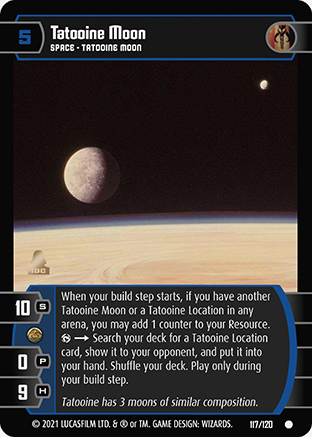 5
Tatooine Moon
SPACE - TATOOINE MOON
100
10 S
0 P
9 H
When your build step starts, if you have another
Tatooine Moon or a Tatooine Location in any
arena, you may add 1 counter to your Resource.
→ Search your deck for a Tatooine Location
card, show it to your opponent, and put it into
your hand. Shuffle your deck. Play only during
your build step.
Tatooine has 3 moons of similar composition.
© 2021 LUCASFILM LTD. & ® or TM. GAME DESIGN: WIZARDS.
117/120